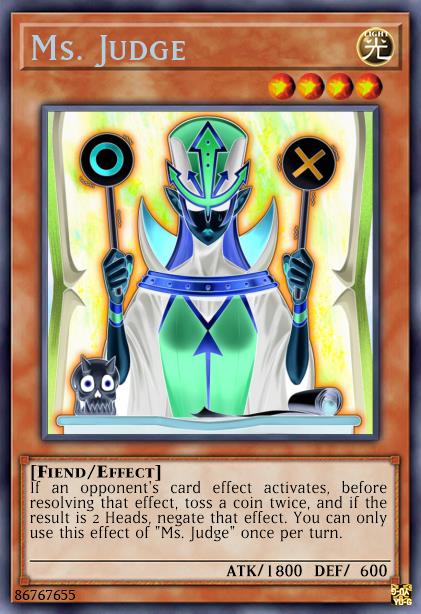 Ms. Judge
LIGHT
光
[Fiend/Effect]
If an opponent's card effect activates, before
resolving that effect, toss a coin twice, and if the
result is 2 Heads, negate that effect. You can only
use this effect of "Ms. Judge" once per turn.
ATK/1800 DEF/ 600
86767655